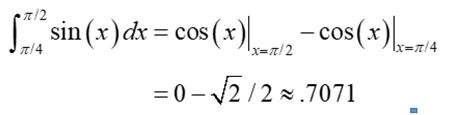 ∫_{π/4}^{π/2} sin(x)dx = cos(x)|_{x=π/2} − cos(x)|_{x=π/4}
= 0 − √2 / 2 ≈ .7071